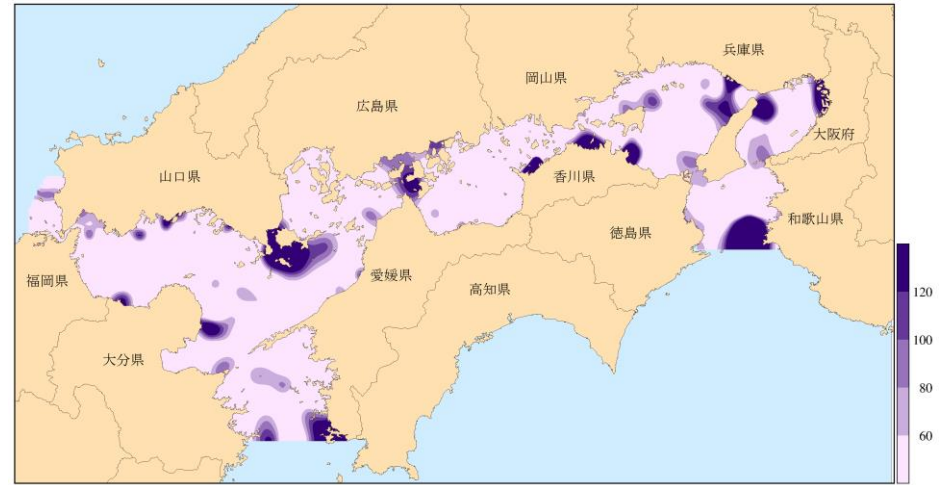 兵庫県
岡山県
広島県
大阪府
山口県
香川県
和歌山県
徳島県
福岡県
愛媛県
高知県
大分県
120
100
80
60